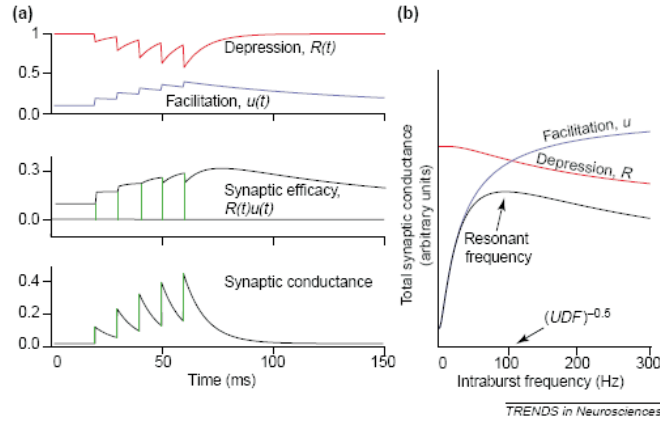 (a)
1
0.5
0.0
Depression, R(t)
Facilitation, u(t)
0.3
0.0
Synaptic efficacy,
R(t)u(t)
0.4
0.2
0.0
Synaptic conductance
0
50
100
150
Time (ms)
(b)
Total synaptic conductance
(arbitrary units)
Facilitation, u
Depression, R
Resonant
frequency
(UDF)–0.5
0
100
200
300
Intraburst frequency (Hz)
TRENDS in Neurosciences